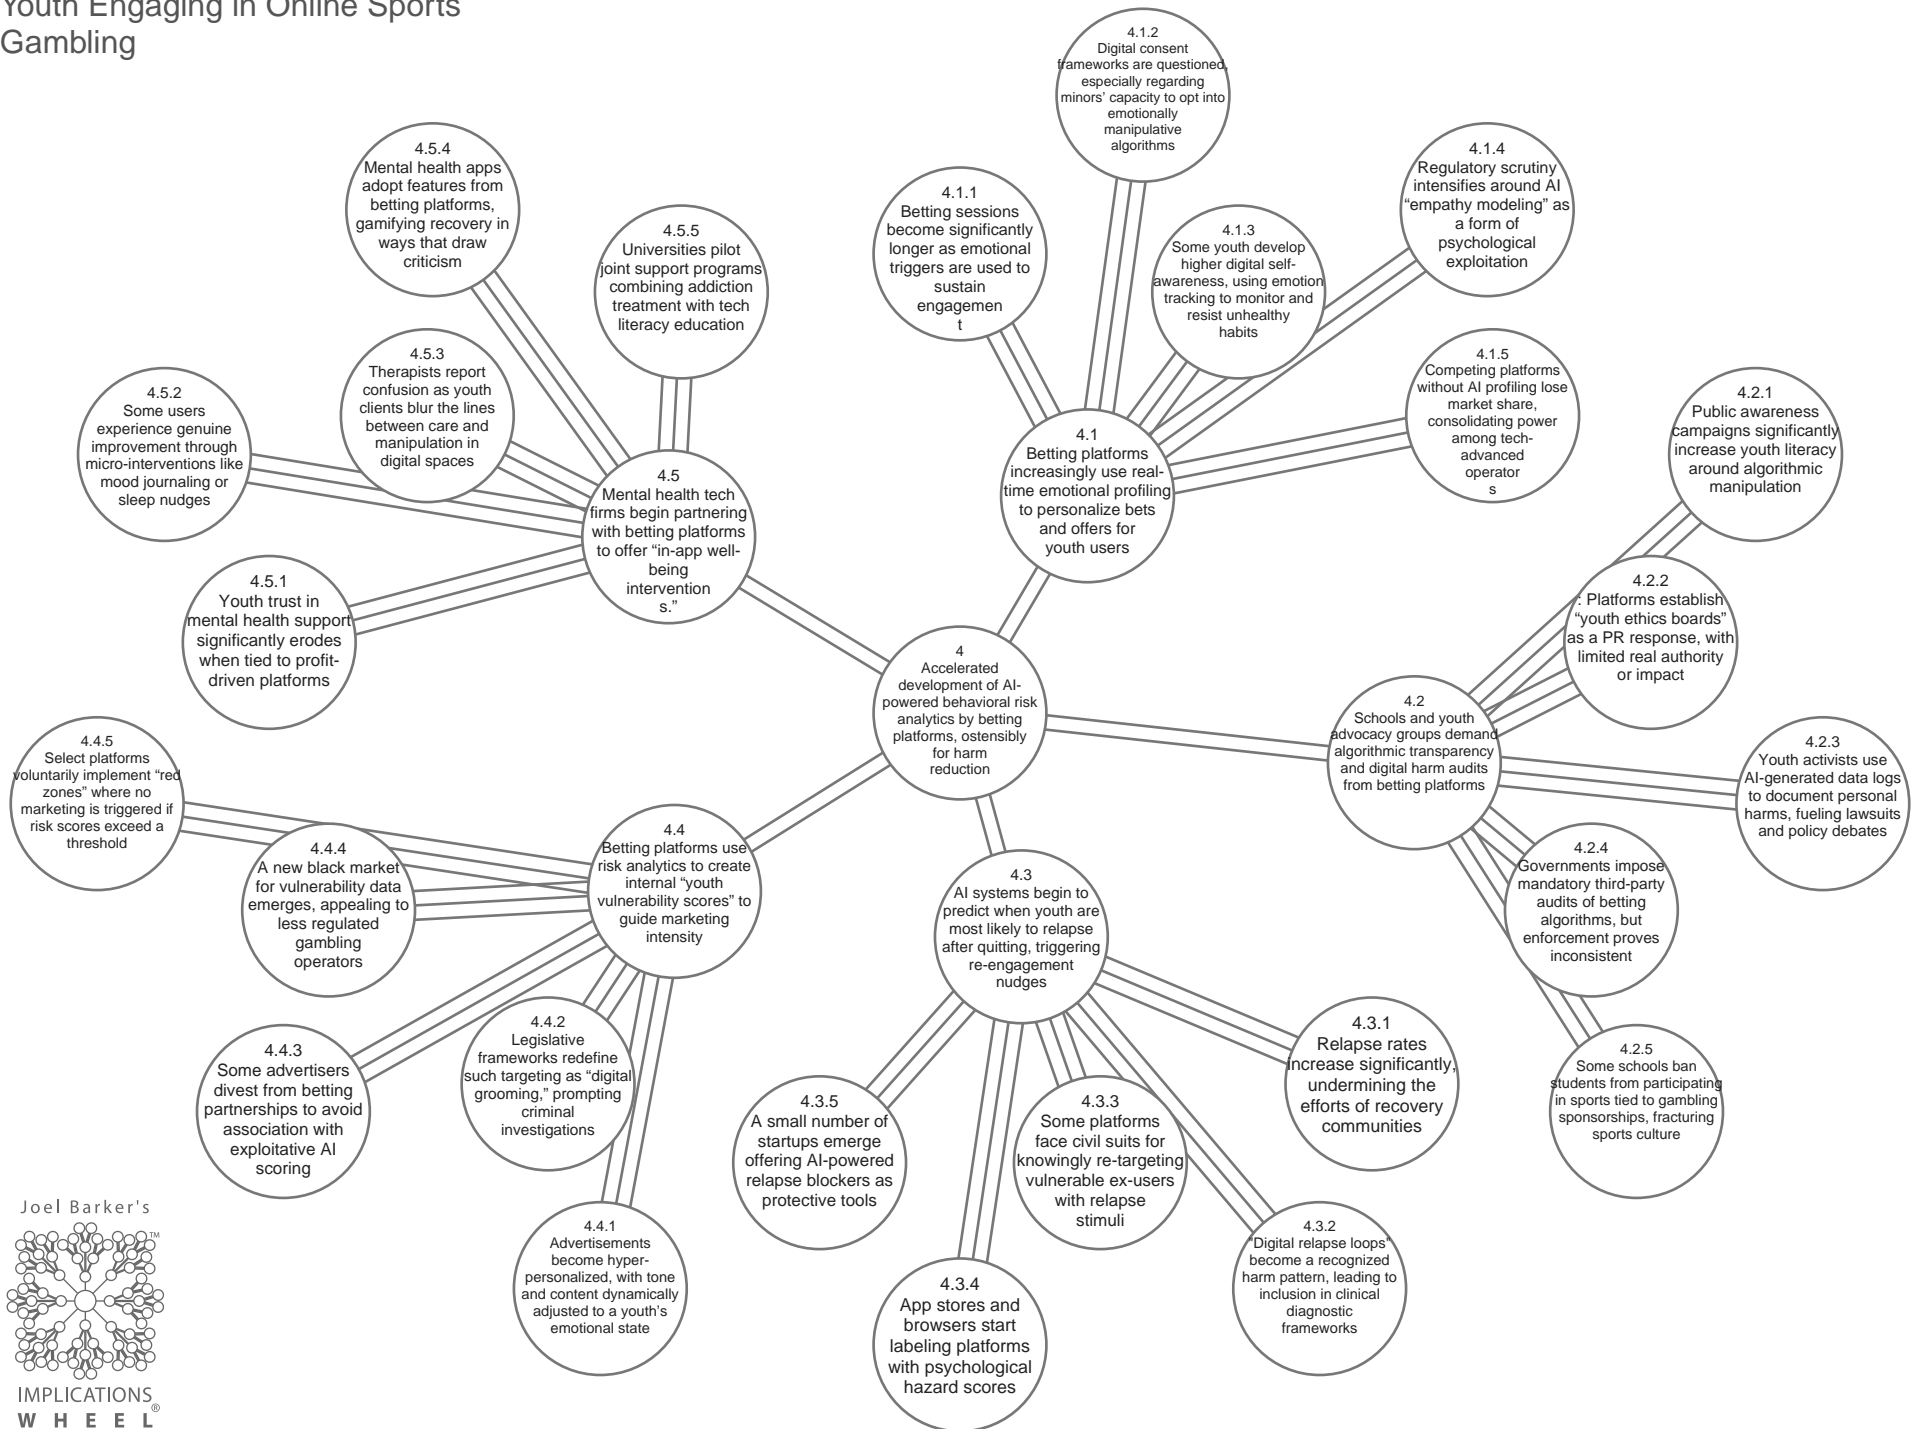 Youth Engaging in Online Sports
Gambling
4.1.2
Digital consent
frameworks are questioned,
especially regarding
minors’ capacity to opt into
emotionally
manipulative
algorithms
4.5.4
Mental health apps
adopt features from
betting platforms,
gamifying recovery in
ways that draw
criticism
4.1.4
Regulatory scrutiny
intensifies around AI
“empathy modeling” as
a form of
psychological
exploitation
4.1.1
Betting sessions
become significantly
longer as emotional
triggers are used to
sustain
engagemen
t
4.5.5
Universities pilot
joint support programs
combining addiction
treatment with tech
literacy education
4.1.3
Some youth develop
higher digital self-
awareness, using emotion
tracking to monitor and
resist unhealthy
habits
4.5.3
Therapists report
confusion as youth
clients blur the lines
between care and
manipulation in
digital spaces
4.1.5
Competing platforms
without AI profiling lose
market share,
consolidating power
among tech-
advanced
operator
s
4.5.2
Some users
experience genuine
improvement through
micro-interventions like
mood journaling or
sleep nudges
4.2.1
Public awareness
campaigns significantly
increase youth literacy
around algorithmic
manipulation
4.1
Betting platforms
increasingly use real-
time emotional profiling
to personalize bets
and offers for
youth users
4.5
Mental health tech
firms begin partnering
with betting platforms
to offer “in-app well-
being
intervention
s.”
4.5.1
Youth trust in
mental health support
significantly erodes
when tied to profit-
driven platforms
4.2.2
: Platforms establish
“youth ethics boards”
as a PR response, with
limited real authority
or impact
4
Accelerated
development of AI-
powered behavioral risk
analytics by betting
platforms, ostensibly
for harm
reduction
4.2
Schools and youth
advocacy groups demand
algorithmic transparency
and digital harm audits
from betting platforms
4.4.5
Select platforms
voluntarily implement “red
zones” where no
marketing is triggered if
risk scores exceed a
threshold
4.2.3
Youth activists use
AI-generated data logs
to document personal
harms, fueling lawsuits
and policy debates
4.4
Betting platforms use
risk analytics to create
internal “youth
vulnerability scores” to
guide marketing
intensity
4.4.4
A new black market
for vulnerability data
emerges, appealing to
less regulated
gambling
operators
4.3
AI systems begin to
predict when youth are
most likely to relapse
after quitting, triggering
re-engagement
nudges
4.2.4
Governments impose
mandatory third-party
audits of betting
algorithms, but
enforcement proves
inconsistent
4.4.3
Some advertisers
divest from betting
partnerships to avoid
association with
exploitative AI
scoring
4.4.2
Legislative
frameworks redefine
such targeting as “digital
grooming,” prompting
criminal
investigations
4.3.1
Relapse rates
increase significantly,
undermining the
efforts of recovery
communities
4.2.5
Some schools ban
students from participating
in sports tied to gambling
sponsorships, fracturing
sports culture
4.3.5
A small number of
startups emerge
offering AI-powered
relapse blockers as
protective tools
4.3.3
Some platforms
face civil suits for
knowingly re-targeting
vulnerable ex-users
with relapse
stimuli
4.4.1
Advertisements
become hyper-
personalized, with tone
and content dynamically
adjusted to a youth’s
emotional state
4.3.2
"Digital relapse loops"
become a recognized
harm pattern, leading to
inclusion in clinical
diagnostic
frameworks
4.3.4
App stores and
browsers start
labeling platforms
with psychological
hazard scores
Joel Barker's
TM
IMPLICATIONS
WHEEL®